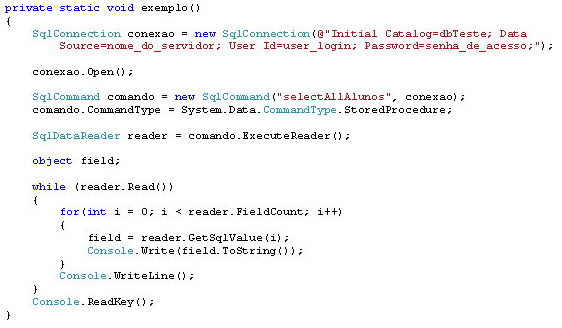 private static void exemplo()
{
    SqlConnection conexao = new SqlConnection(@"Initial Catalog=dbTeste; Data
        Source=nome_do_servidor; User Id=user_login; Password=senha_de_acesso;");
    conexao.Open();
    SqlCommand comando = new SqlCommand("selectAllAlunos", conexao);
    comando.CommandType = System.Data.CommandType.StoredProcedure;
    SqlDataReader reader = comando.ExecuteReader();
    object field;
    while (reader.Read())
    {
        for(int i = 0; i < reader.FieldCount; i++)
        {
            field = reader.GetSqlValue(i);
            Console.Write(field.ToString());
        }
        Console.WriteLine();
    }
    Console.ReadKey();
}